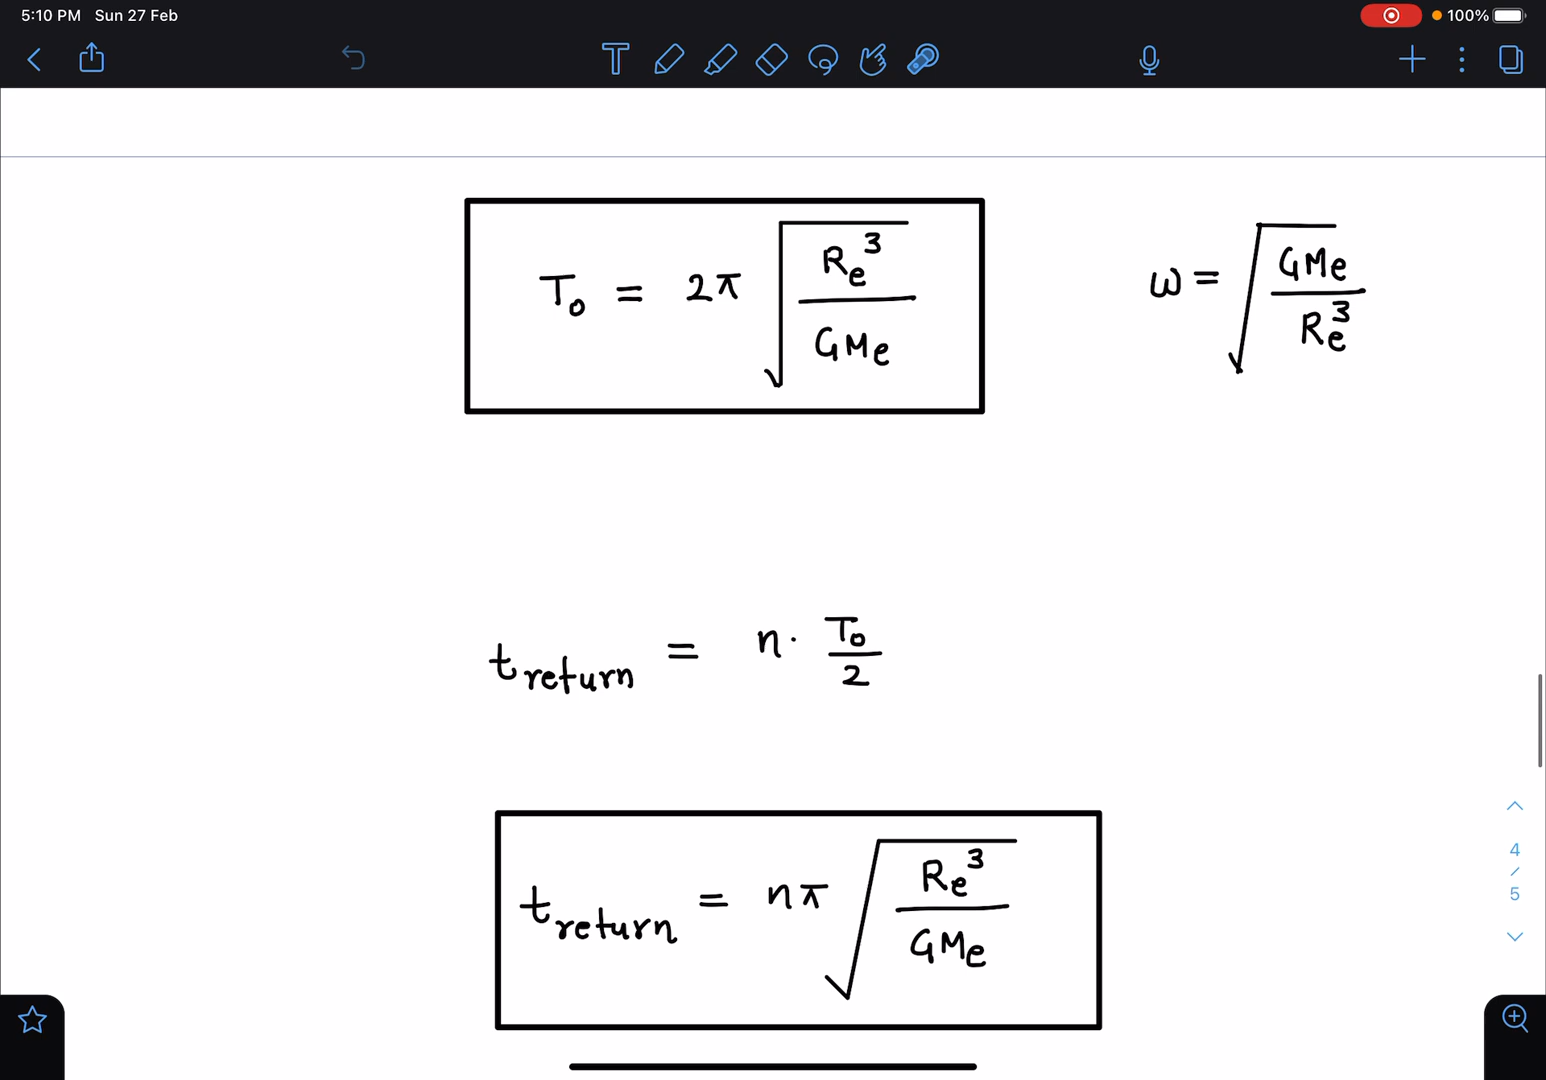 5:10 PM Sun 27 Feb
100%
T₀ = 2π √(Re³ / GMe)
ω = √(GMe / Re³)
t_return = n · T₀ / 2
t_return = nπ √(Re³ / GMe)
4 / 5